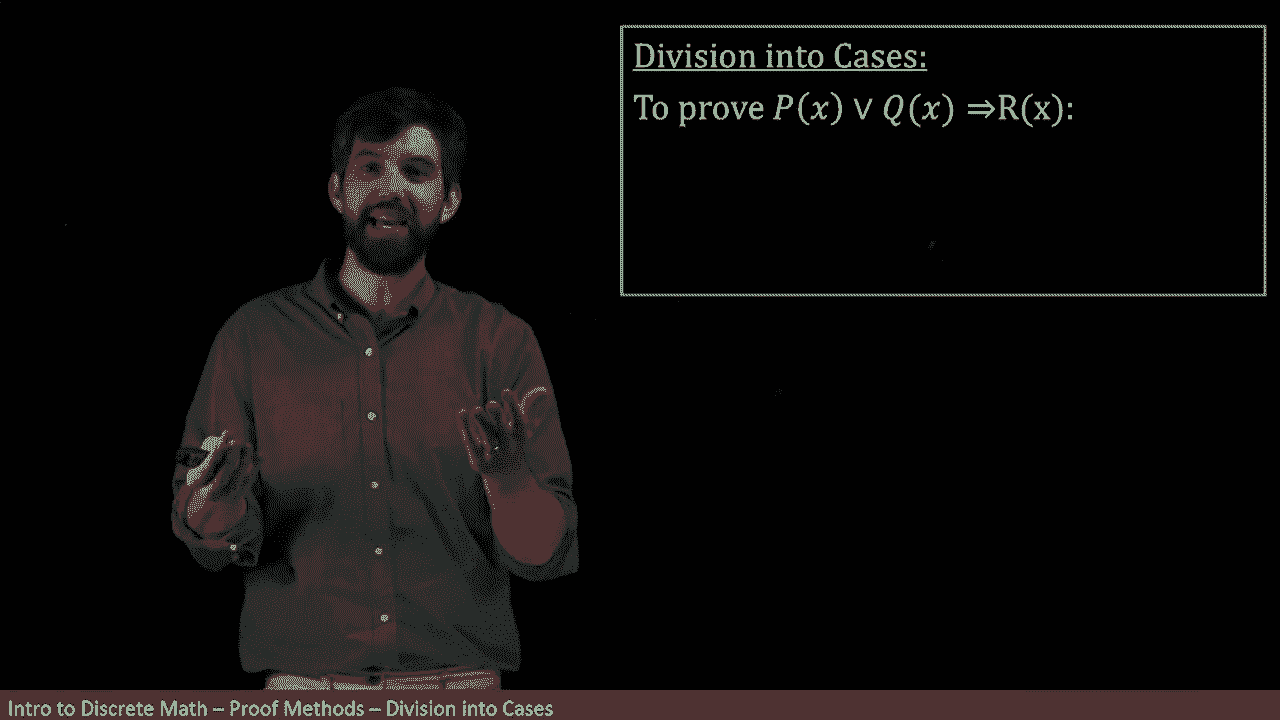 Division into Cases:
To prove P(x) ∨ Q(x) ⇒R(x):
Intro to Discrete Math – Proof Methods – Division into Cases